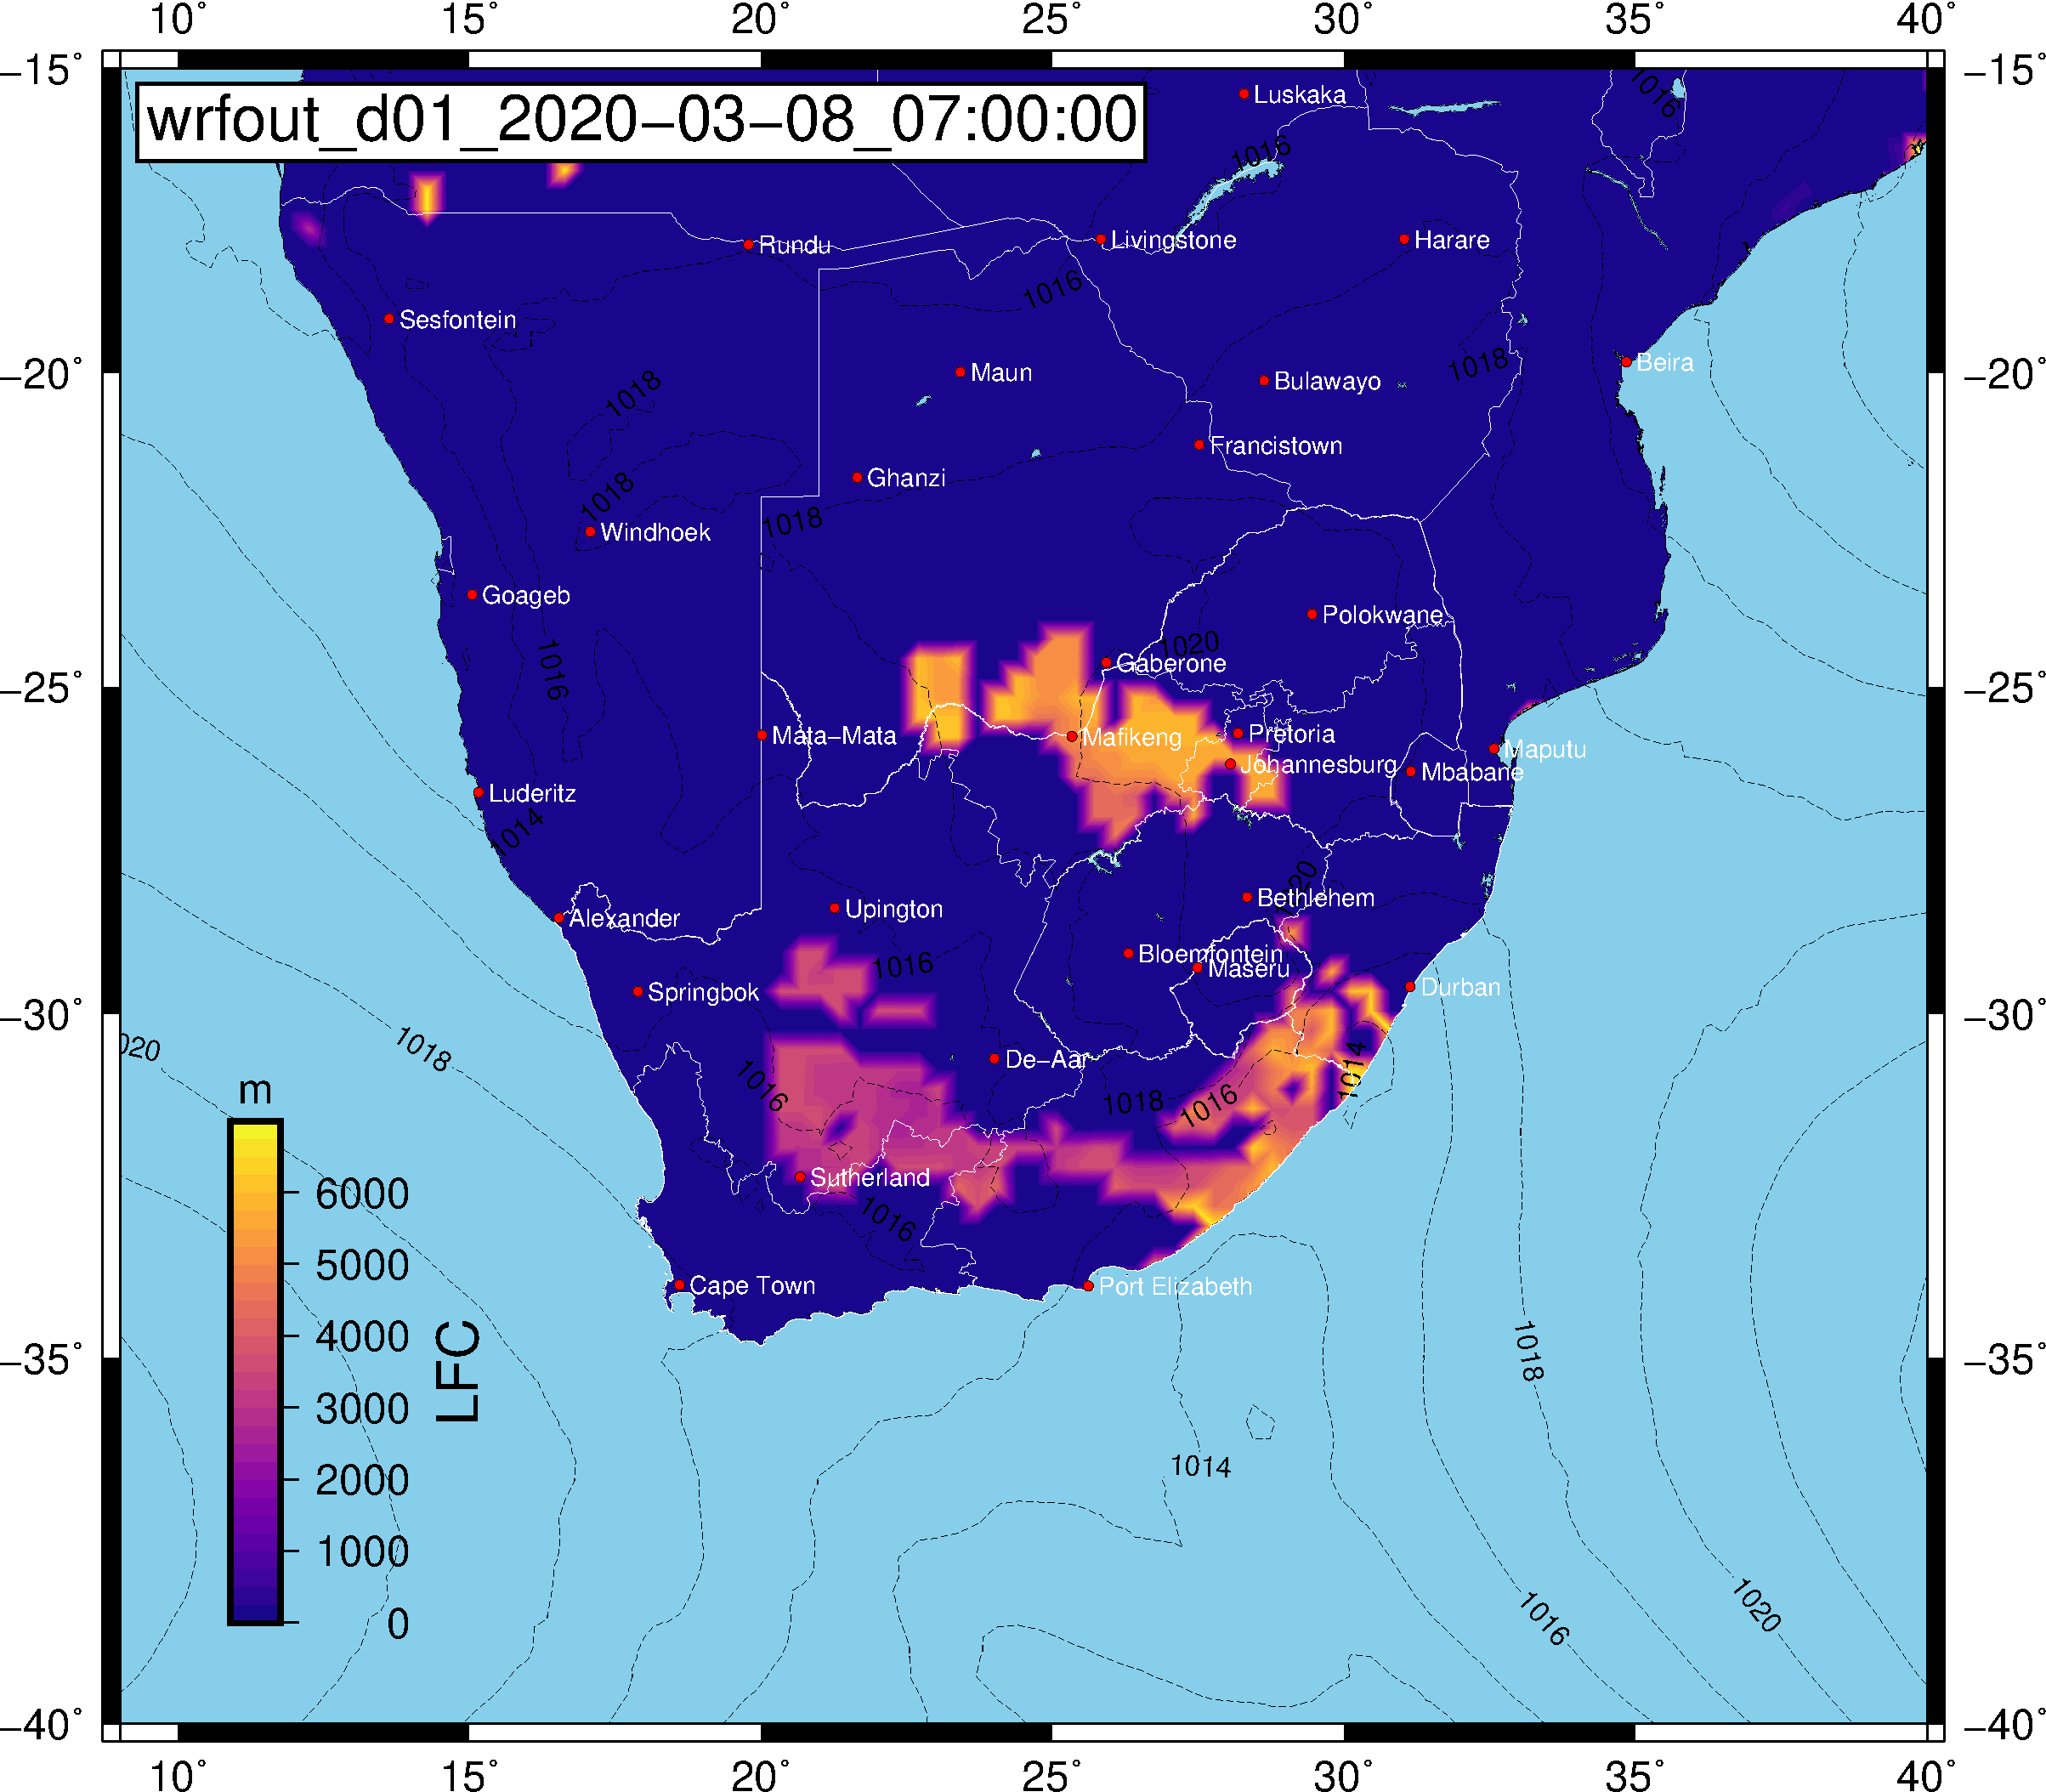 10° 15° 20° 25° 30° 35° 40°
−15° −15°
wrfout_d01_2020−03−08_07:00:00
Luskaka
1016
1016
Rundu
Livingstone
Harare
1016
Sesfontein
−20° −20°
Maun
Bulawayo
1018
Beira
1018
Francistown
Ghanzi
1018
1018
Windhoek
Goageb
Polokwane
1016
1020
Gaberone
−25° −25°
Mata−Mata
Mafikeng
Pretoria
Johannesburg
Mbabane
Maputu
Luderitz
1014
Alexander
Upington
1020
Bethlehem
Bloemfontein
Maseru
1016
Springbok
Durban
−30° −30°
020
1018
De−Aar
1014
1016
1018
1016
Sutherland
1016
Cape Town
Port Elizabeth
m
6000
5000
4000
3000
2000
1000
0
LFC
−35° −35°
1018
1014
1016
1020
−40° −40°
10° 15° 20° 25° 30° 35° 40°